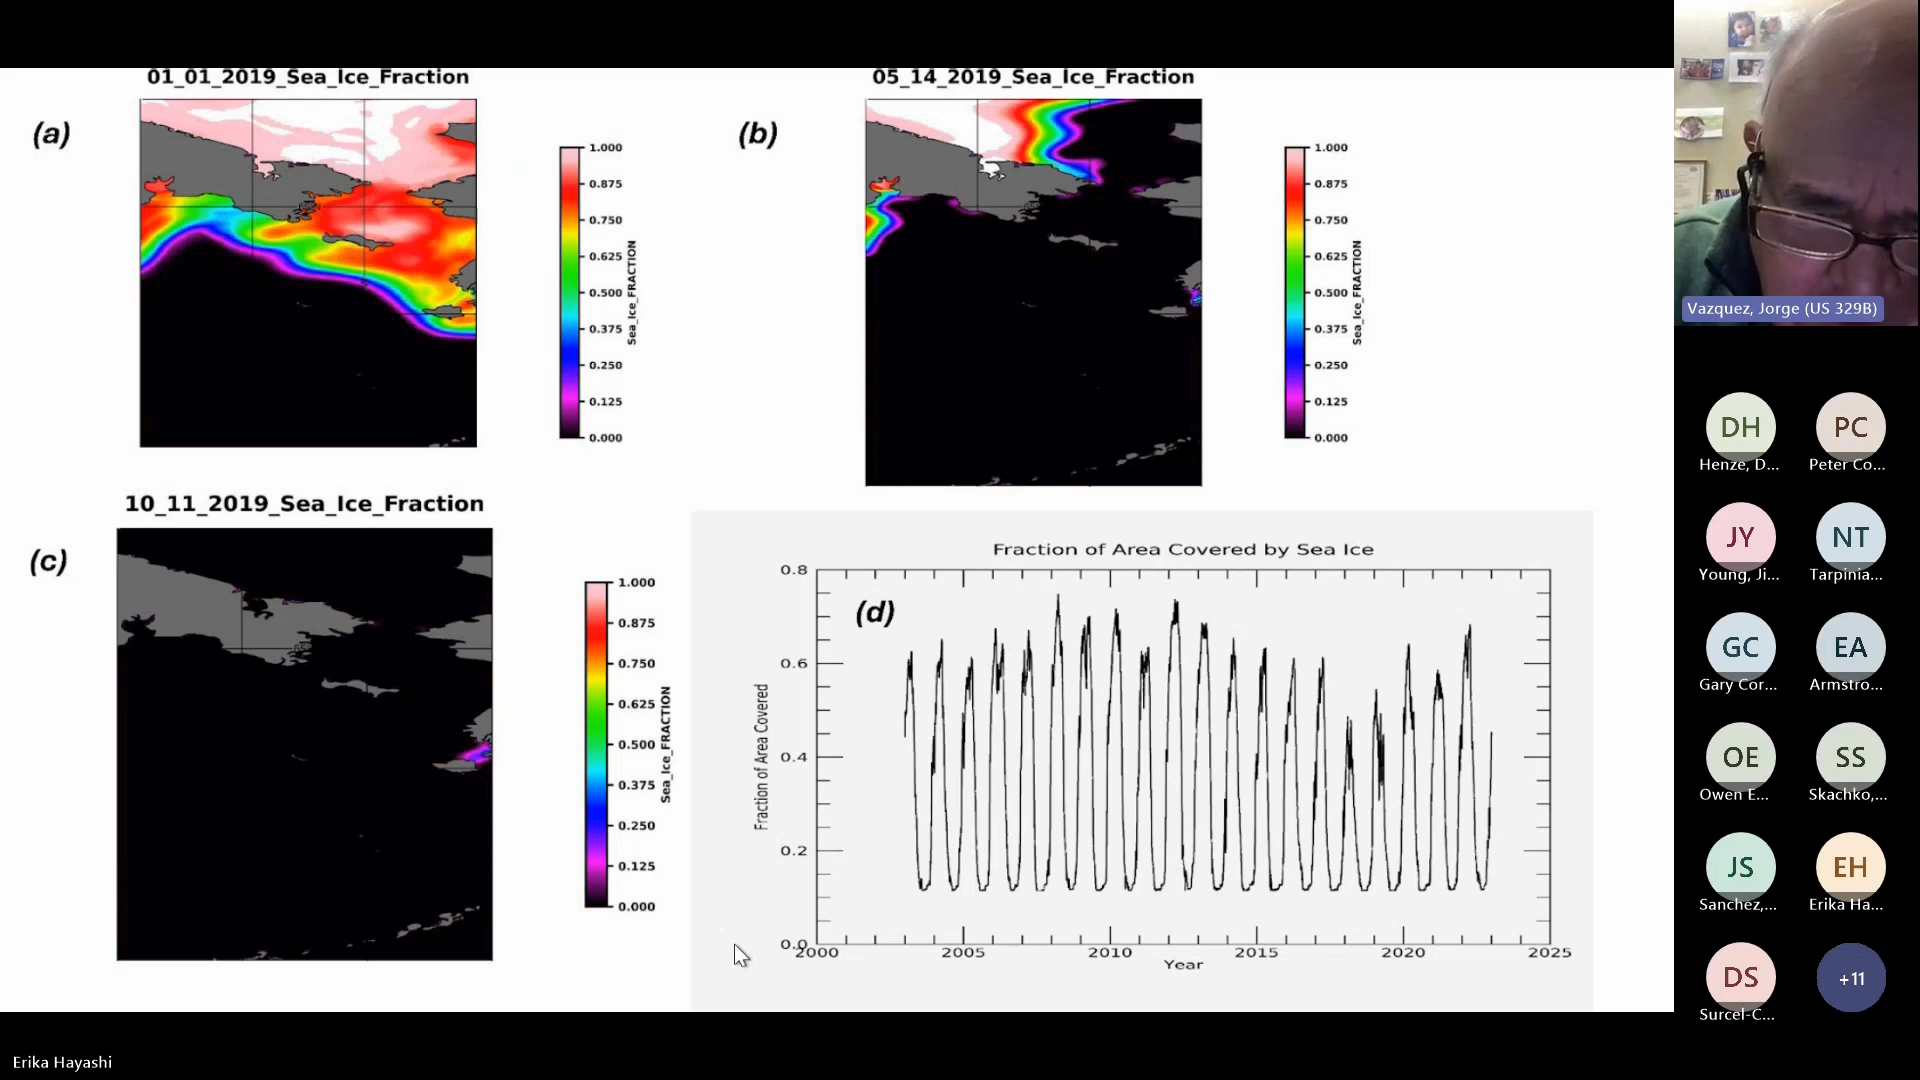 01_01_2019_Sea_Ice_Fraction
(a)
1.000
0.875
0.750
0.625
0.500
0.375
0.250
0.125
0.000
Sea_Ice_FRACTION
05_14_2019_Sea_Ice_Fraction
(b)
1.000
0.875
0.750
0.625
0.500
0.375
0.250
0.125
0.000
Sea_Ice_FRACTION
10_11_2019_Sea_Ice_Fraction
(c)
1.000
0.875
0.750
0.625
0.500
0.375
0.250
0.125
0.000
Sea_Ice_FRACTION
Fraction of Area Covered by Sea Ice
(d)
0.8
0.6
0.4
0.2
0.0
Fraction of Area Covered
2000 2005 2010 2015 2020 2025
Year
Vazquez, Jorge (US 329B)
DH
Henze, D...
PC
Peter Co...
JY
Young, Ji...
NT
Tarpinia...
GC
Gary Cor...
EA
Armstro...
OE
Owen E...
SS
Skachko,...
JS
Sanchez,...
EH
Erika Ha...
DS
Surcel-C...
+11
Erika Hayashi